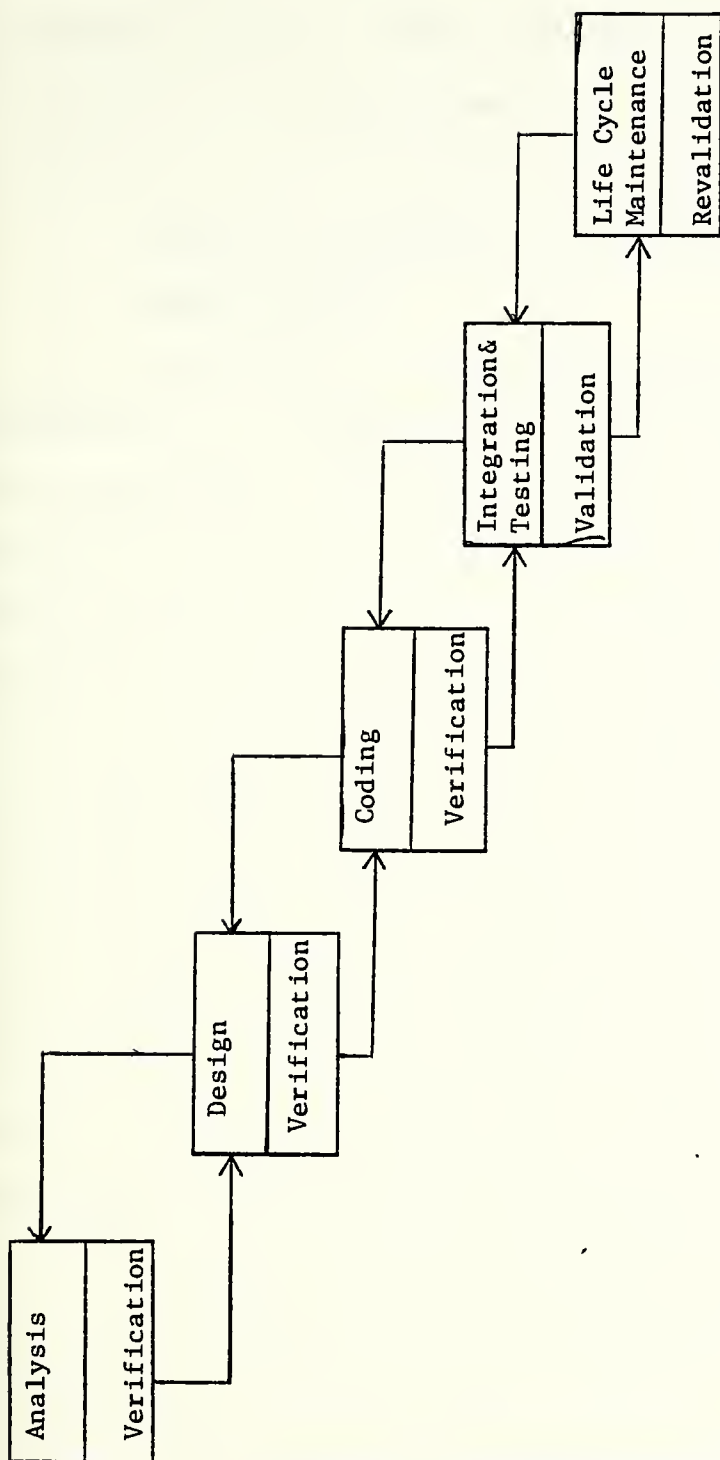 Analysis
Verification
Design
Verification
Coding
Verification
Integration&
Testing
Validation
Life Cycle
Maintenance
Revalidation